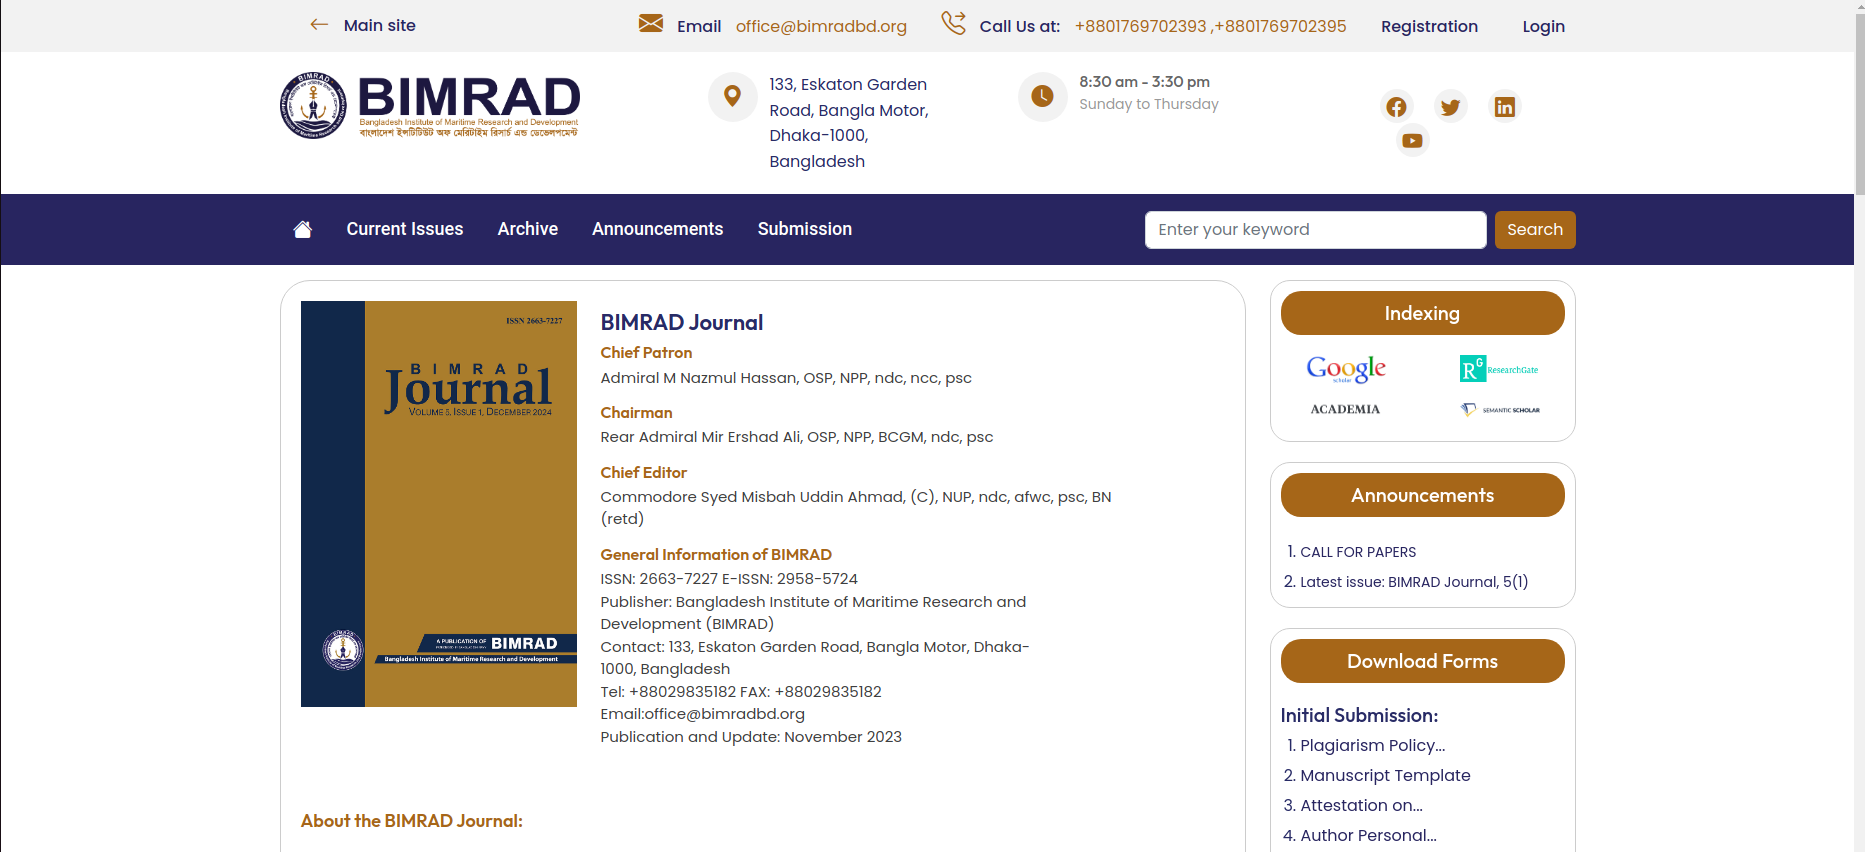 Main site
Email office@bimradbd.org
Call Us at: +8801769702393 ,+8801769702395
Registration
Login
BIMRAD
BIMRAD
Bangladesh Institute of Maritime Research and Development
বাংলাদেশ ইন্সটিটিউট অফ মেরিটাইম রিসার্চ এন্ড ডেভেলপমেন্ট
133, Eskaton Garden
Road, Bangla Motor,
Dhaka-1000,
Bangladesh
8:30 am - 3:30 pm
Sunday to Thursday
Current Issues
Archive
Announcements
Submission
Enter your keyword
Search
ISSN 2663-7227
BIMRAD
Journal
VOLUME 5, ISSUE 1, DECEMBER 2024
A PUBLICATION OF BIMRAD
Bangladesh Institute of Maritime Research and Development
BIMRAD Journal
Chief Patron
Admiral M Nazmul Hassan, OSP, NPP, ndc, ncc, psc
Chairman
Rear Admiral Mir Ershad Ali, OSP, NPP, BCGM, ndc, psc
Chief Editor
Commodore Syed Misbah Uddin Ahmad, (C), NUP, ndc, afwc, psc, BN
(retd)
General Information of BIMRAD
ISSN: 2663-7227 E-ISSN: 2958-5724
Publisher: Bangladesh Institute of Maritime Research and
Development (BIMRAD)
Contact: 133, Eskaton Garden Road, Bangla Motor, Dhaka-
1000, Bangladesh
Tel: +88029835182 FAX: +88029835182
Email:office@bimradbd.org
Publication and Update: November 2023
About the BIMRAD Journal:
Indexing
Google
scholar
RG ResearchGate
ACADEMIA
SEMANTIC SCHOLAR
Announcements
1. CALL FOR PAPERS
2. Latest issue: BIMRAD Journal, 5(1)
Download Forms
Initial Submission:
1. Plagiarism Policy...
2. Manuscript Template
3. Attestation on...
4. Author Personal...